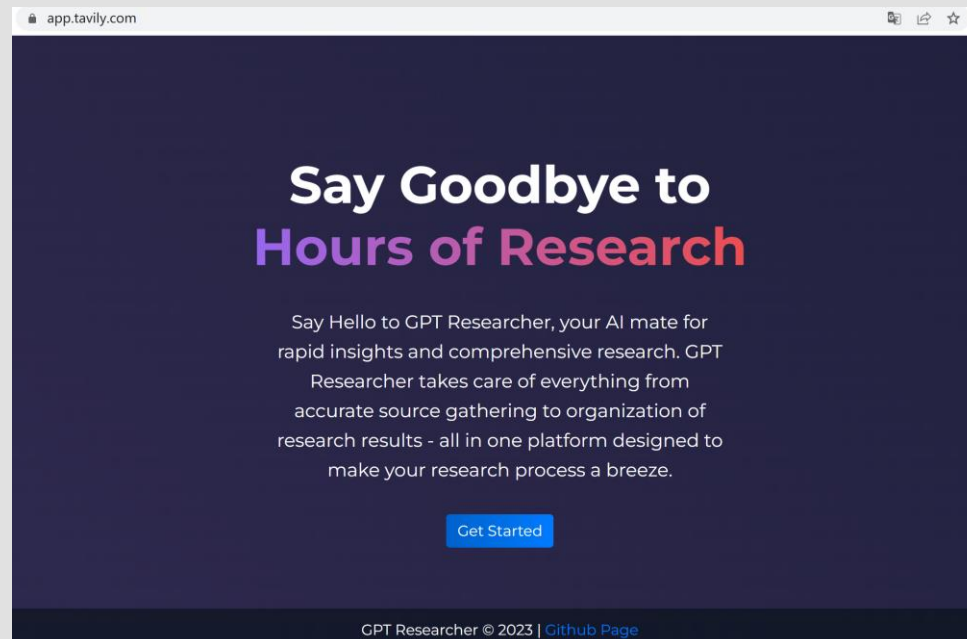 app.tavily.com
Say Goodbye to
Hours of Research
Say Hello to GPT Researcher, your AI mate for
rapid insights and comprehensive research. GPT
Researcher takes care of everything from
accurate source gathering to organization of
research results - all in one platform designed to
make your research process a breeze.
Get Started
GPT Researcher © 2023 | Github Page